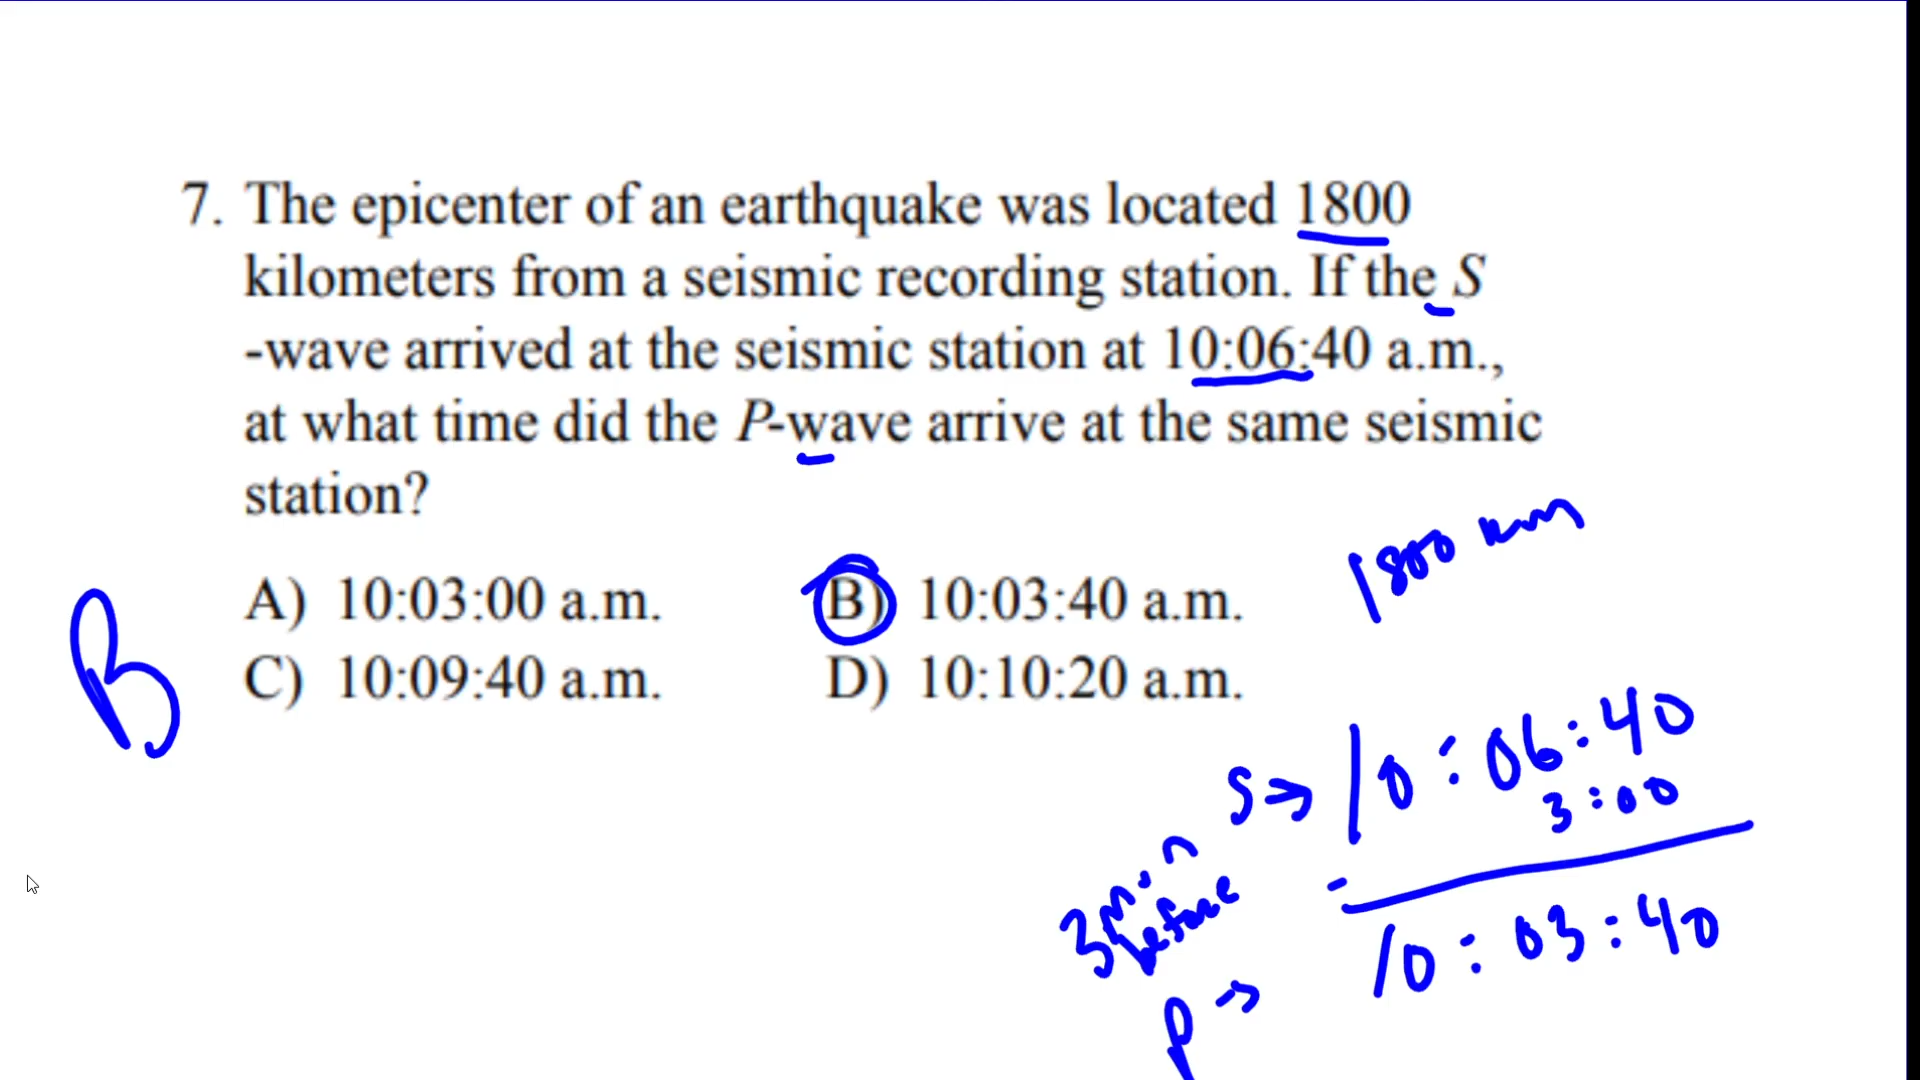 7. The epicenter of an earthquake was located 1800
kilometers from a seismic recording station. If the S
-wave arrived at the seismic station at 10:06:40 a.m.,
at what time did the P-wave arrive at the same seismic
station?
1800 km
A) 10:03:00 a.m. B) 10:03:40 a.m.
C) 10:09:40 a.m. D) 10:10:20 a.m.
B
S→ 10:06:40
3:00
3 min
before
P→ 10:03:40